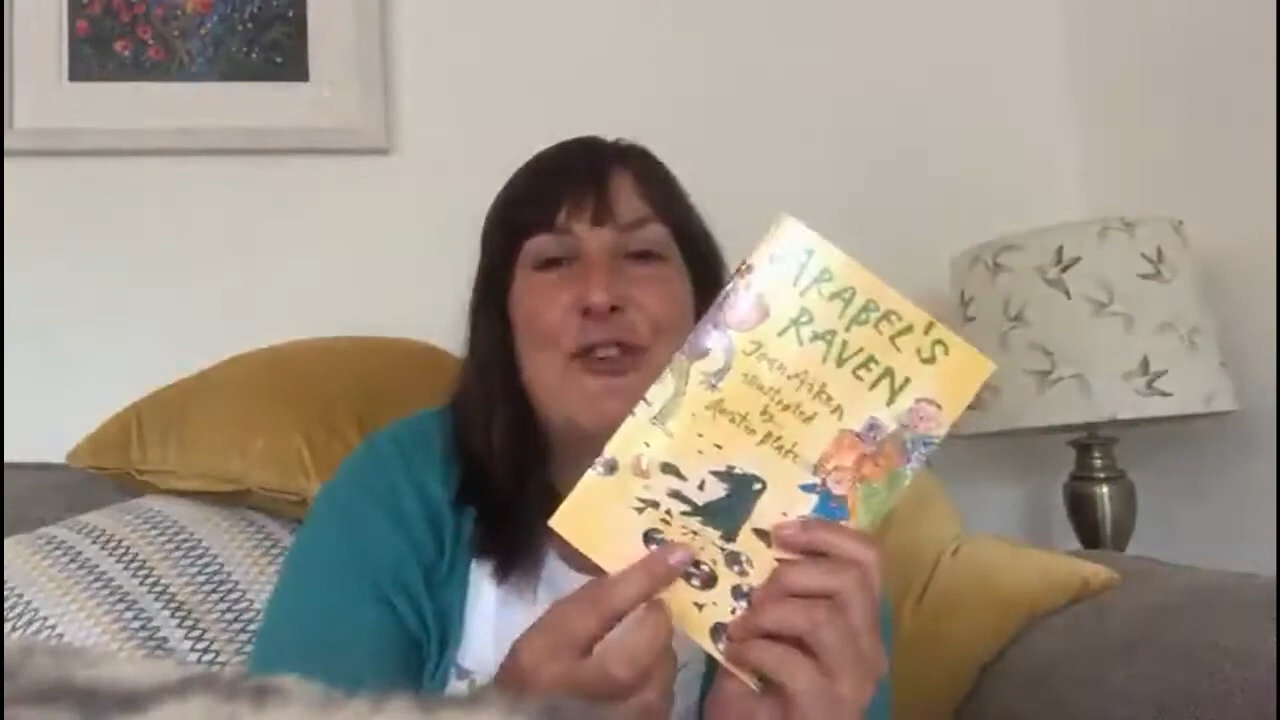 ARABEL'S
RAVEN
Joan Aiken
illustrated
by
Quentin Blake